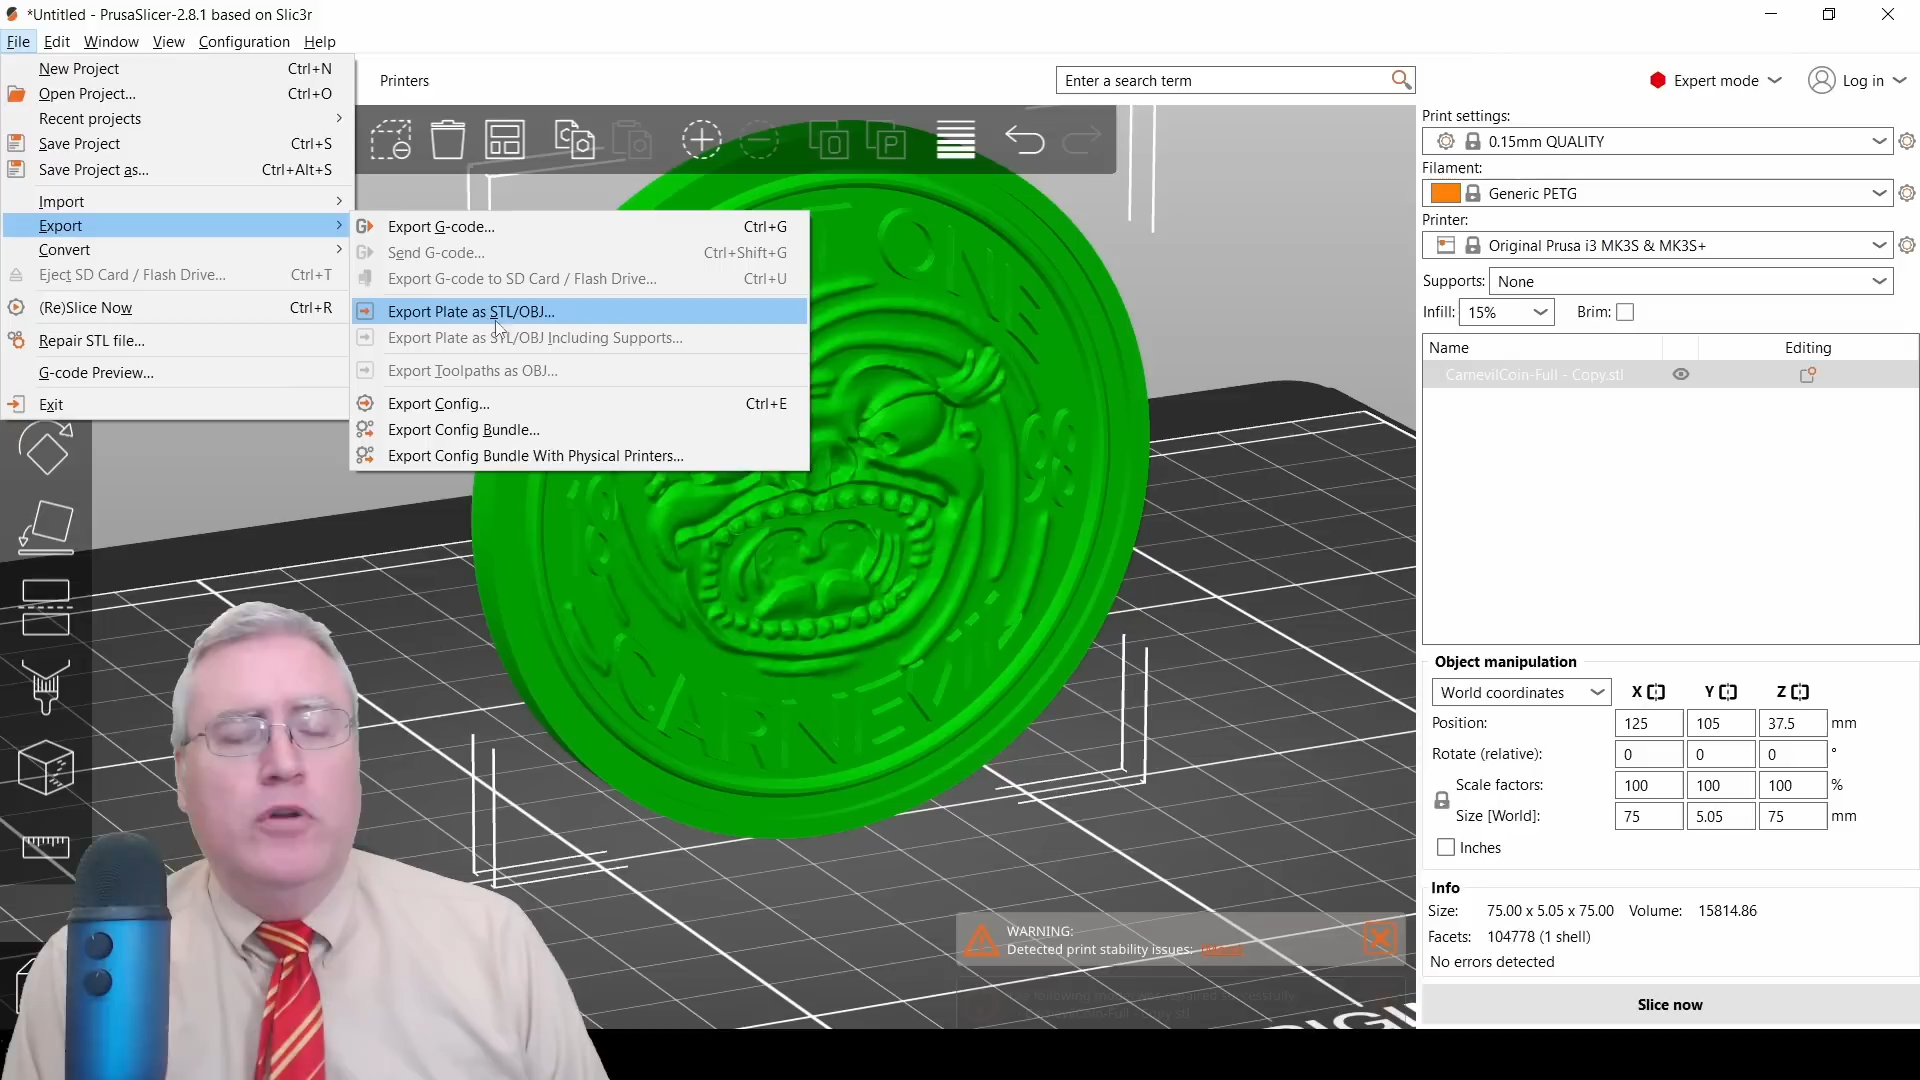 *Untitled - PrusaSlicer-2.8.1 based on Slic3r
File Edit Window View Configuration Help
New Project Ctrl+N
Open Project... Ctrl+O
Recent projects
Save Project Ctrl+S
Save Project as... Ctrl+Alt+S
Import
Export
Convert
Eject SD Card / Flash Drive... Ctrl+T
(Re)Slice Now Ctrl+R
Repair STL file...
G-code Preview...
Exit
Export G-code... Ctrl+G
Send G-code... Ctrl+Shift+G
Export G-code to SD Card / Flash Drive... Ctrl+U
Export Plate as STL/OBJ...
Export Plate as STL/OBJ Including Supports...
Export Toolpaths as OBJ...
Export Config... Ctrl+E
Export Config Bundle...
Export Config Bundle With Physical Printers...
Printers
Enter a search term
Expert mode
Log in
ONE
98
CARNEVIL
WARNING:
Detected print stability issues:
Print settings:
0.15mm QUALITY
Filament:
Generic PETG
Printer:
Original Prusa i3 MK3S & MK3S+
Supports: None
Infill: 15% Brim:
Name Editing
CarnevilCoin-Full - Copy.stl
Object manipulation
World coordinates X Y Z
Position: 125 105 37.5 mm
Rotate (relative): 0 0 0 °
Scale factors: 100 100 100 %
Size [World]: 75 5.05 75 mm
Inches
Info
Size: 75.00 x 5.05 x 75.00 Volume: 15814.86
Facets: 104778 (1 shell)
No errors detected
Slice now